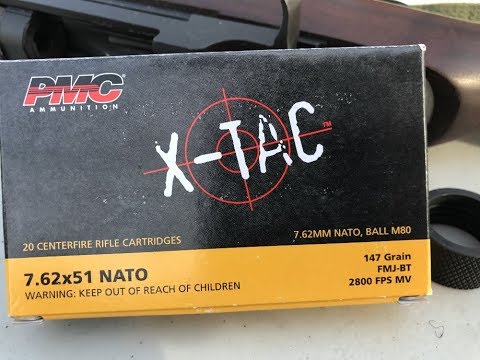 PMC
AMMUNITION
X-TAC™
20 CENTERFIRE RIFLE CARTRIDGES
7.62MM NATO, BALL M80
7.62x51 NATO
WARNING: KEEP OUT OF REACH OF CHILDREN
147 Grain
FMJ-BT
2800 FPS MV